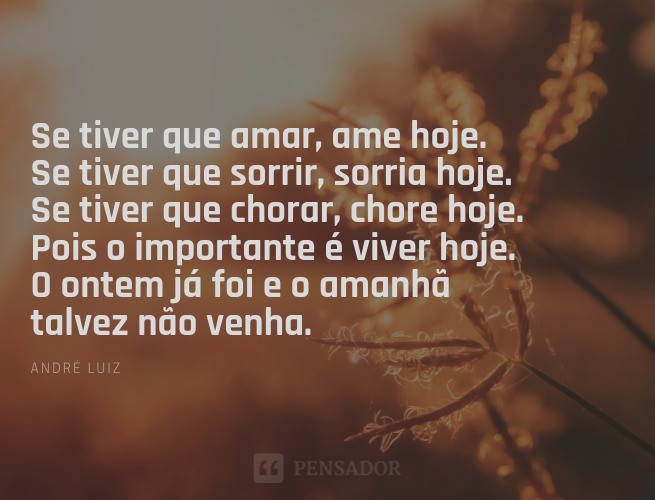 Se tiver que amar, ame hoje.
Se tiver que sorrir, sorria hoje.
Se tiver que chorar, chore hoje.
Pois o importante é viver hoje.
O ontem já foi e o amanhã
talvez não venha.
ANDRÉ LUIZ
PENSADOR